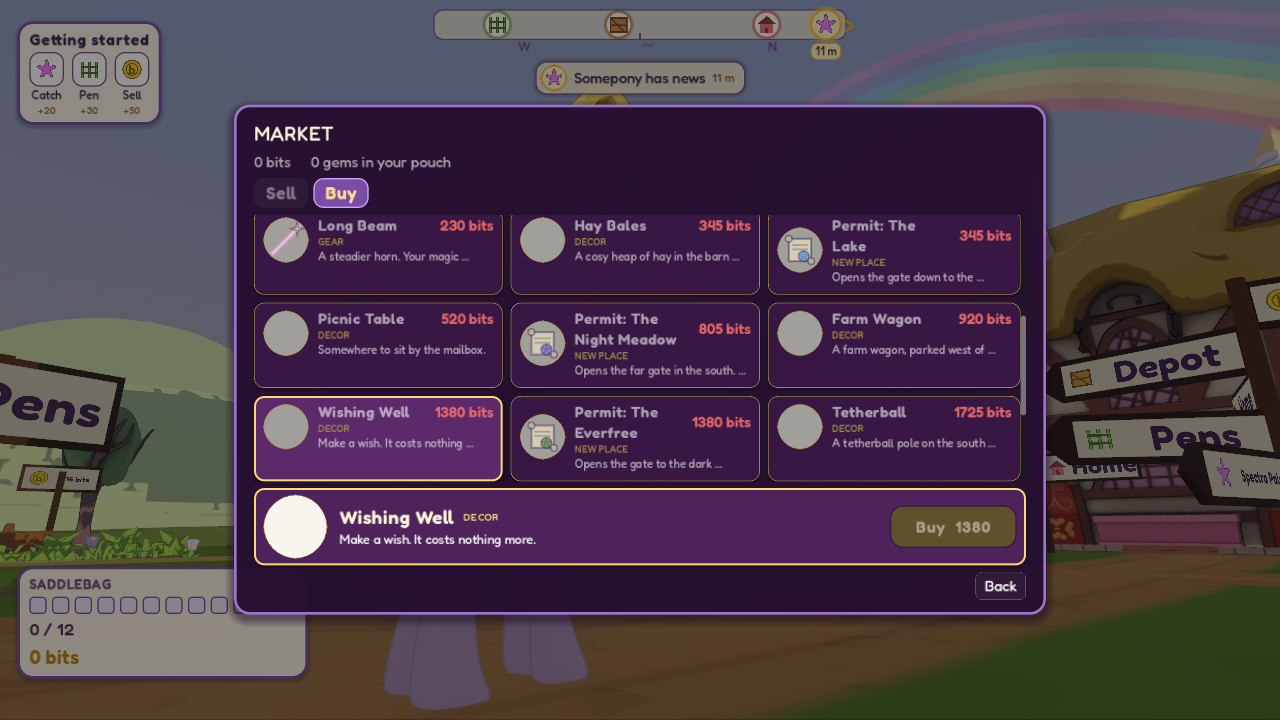 Getting started
Catch
Pen
Sell
+20
+30
+50
W
N
11 m
Somepony has news 11 m
MARKET
0 bits
0 gems in your pouch
Sell
Buy
Long Beam
230 bits
GEAR
A steadier horn. Your magic ...
Hay Bales
345 bits
DECOR
A cosy heap of hay in the barn ...
Permit: The
Lake
345 bits
NEW PLACE
Opens the gate down to the ...
Picnic Table
520 bits
DECOR
Somewhere to sit by the mailbox.
Permit: The
Night Meadow
805 bits
NEW PLACE
Opens the far gate in the south. ...
Farm Wagon
920 bits
DECOR
A farm wagon, parked west of ...
Wishing Well
1380 bits
DECOR
Make a wish. It costs nothing ...
Permit: The
Everfree
1380 bits
NEW PLACE
Opens the gate to the dark ...
Tetherball
1725 bits
DECOR
A tetherball pole on the south ...
Wishing Well DECOR
Make a wish. It costs nothing more.
Buy 1380
Back
Pens
Depot
Pens
Home
SADDLEBAG
0 / 12
0 bits